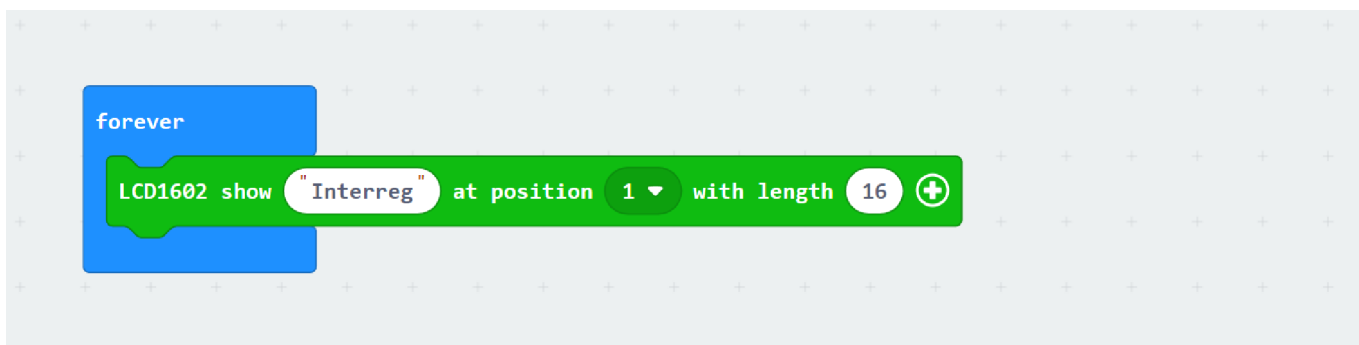 forever
LCD1602 show "Interreg" at position 1 with length 16